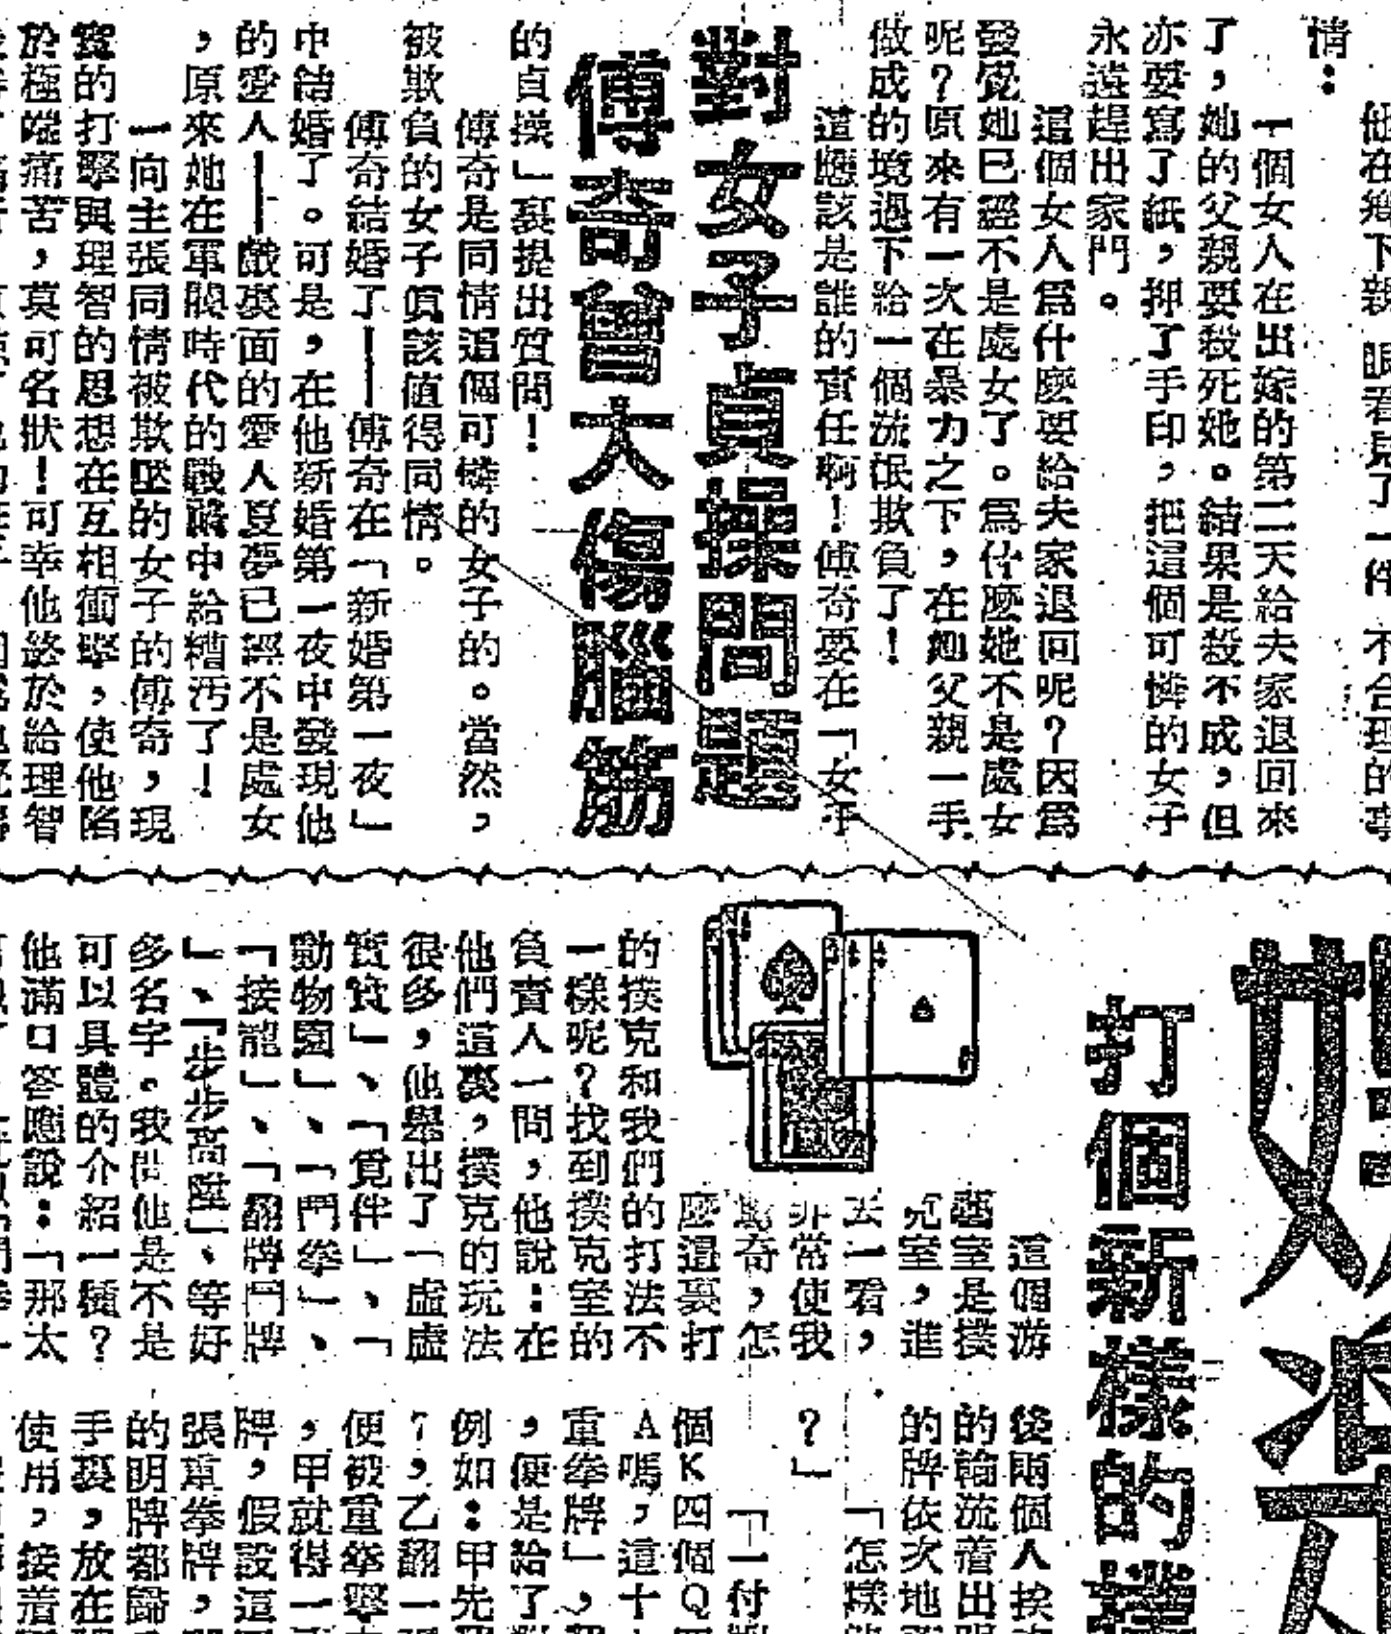 情：
一個女人在出嫁的第二天給夫家退回來
了，她的父親要殺死她。結果是殺不成，但
亦要寫了紙，押了手印，把這個可憐的女子
永遠趕出家門。
這個女人爲什麼要給夫家退回呢？因爲
發覺她已經不是處女了。爲什麼她不是處女
呢？原來有一次在暴力之下，在她父親一手
做成的境過下給一個流氓欺負了！
這應該是誰的責任啊！傅奇要在「女子
對女子貞操問題
傅奇曾大傷腦筋
的貞操」裏提出質問！
傅奇是同情這個可憐的女子的。當然，
被欺負的女子眞該值得同情。
傅奇結婚了——傅奇在「新婚第一夜」
中結婚了。可是，在他新婚第一夜中發現他
的愛人——戲裏面的愛人夏夢已經不是處女
，原來她在軍閥時代的戰亂中給糟汚了！
一向主張同情被欺壓的女子的傅奇，現
實的打擊與理智的思想在互相衝擊，使他陷
於極端痛苦，莫可名狀！可幸他終於給理智
打個新樣的
這個游
藝室是撲
克室，進
去一看，
非常使我
驚奇，怎
麼這裏打
的撲克和我們的打法不
一樣呢？找到撲克室的
負責人一問，他說：在
他們這裏，撲克的玩法
很多，他舉出了「虛虛
實實」、「覓伴」、「
動物園」、「鬥拳」、
「接龍」、「翻牌鬥牌
」、「步步高陞」、等好
多名字。我問他是不是
可以具體的介紹一種？
他滿口答應說：「那太
後兩個人挨
的輪流着出
的牌依次地
「怎樣
？」
「一付
個K四個Q
A嗎，這十
重拳牌」，
，便是給了
例如：甲先
7，乙翻一
便被重拳擊
，甲就得一
牌，假設這
張重拳牌，
的明牌都歸
手裏，放在
使用，接着